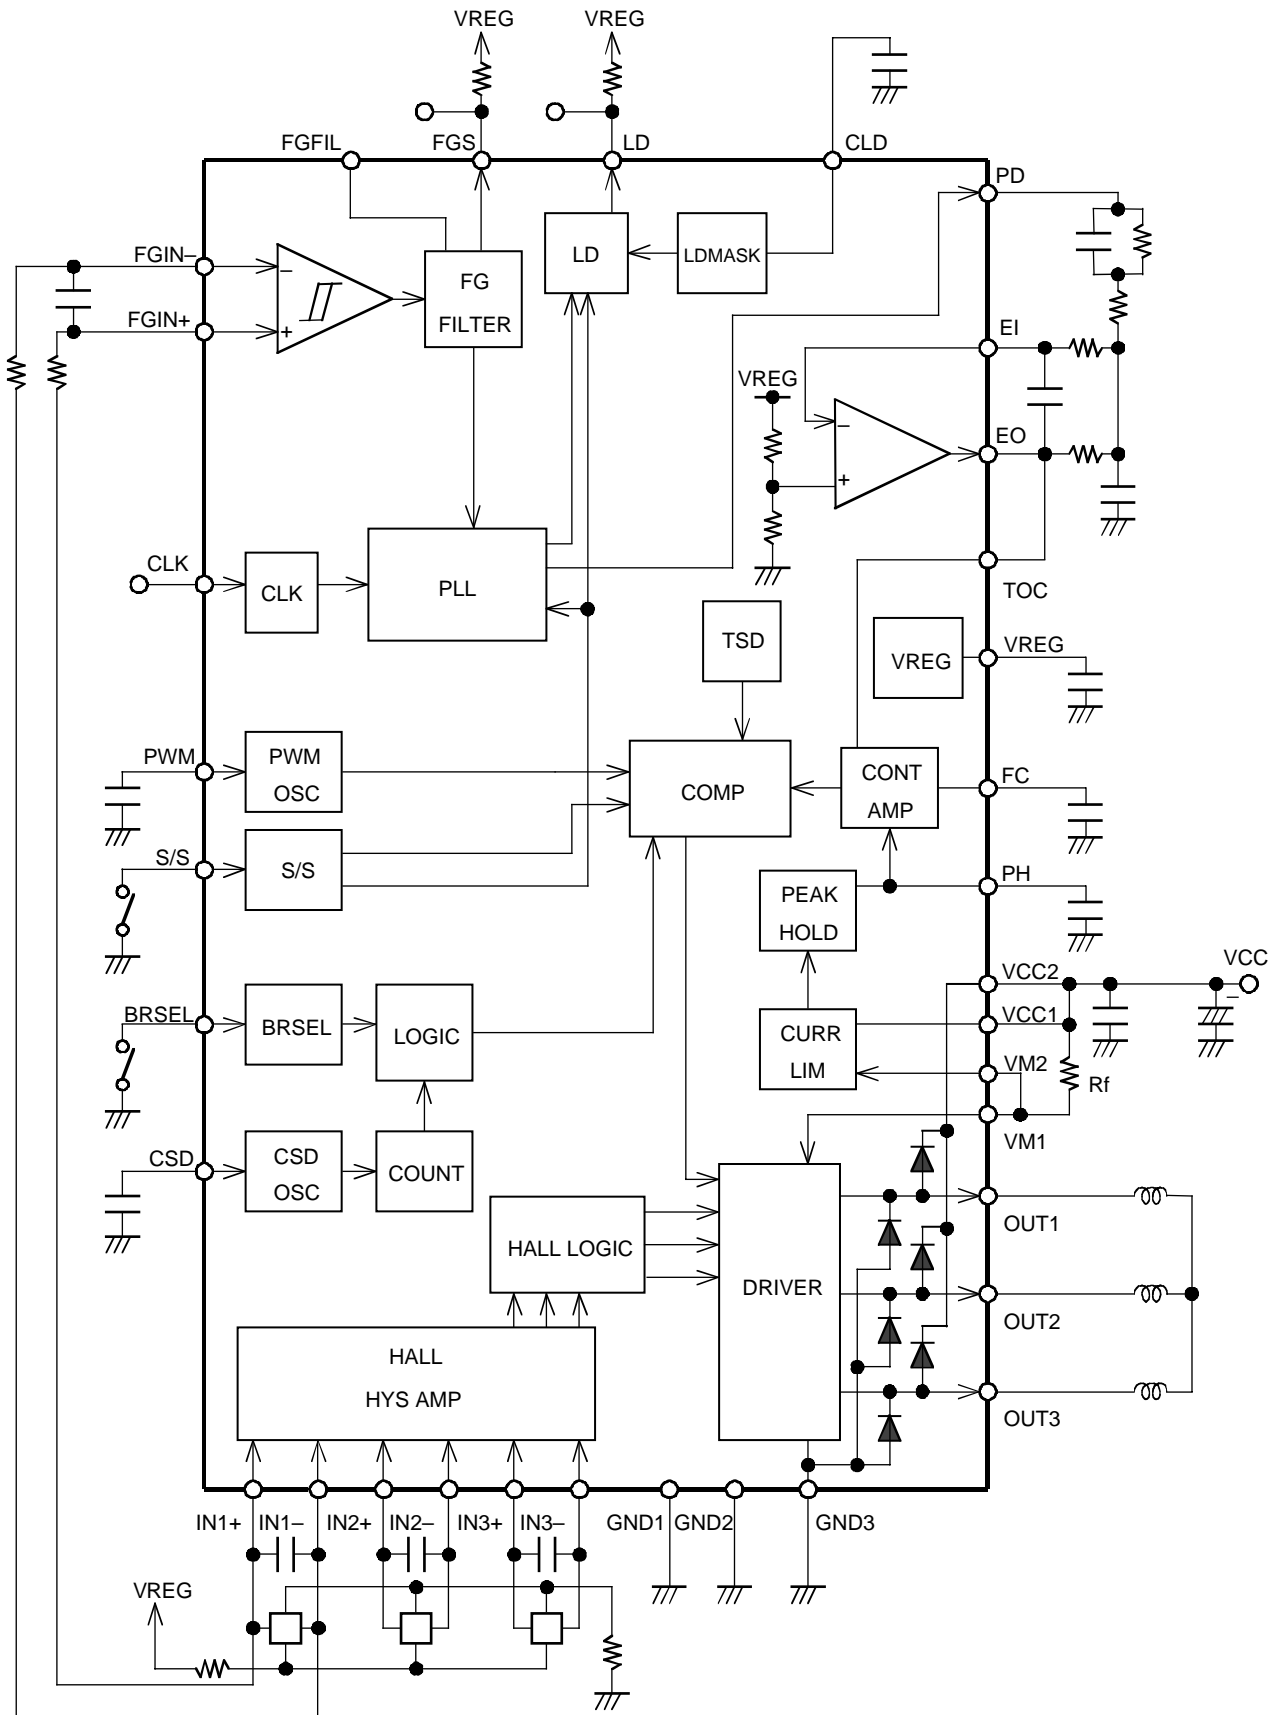 VREG VREG
FGFIL FGS LD CLD
PD
FGIN– LD LDMASK
– FG
FILTER
FGIN+ +
EI
VREG
– EO
+
CLK
CLK PLL TOC
TSD
VREG VREG
PWM PWM
OSC COMP CONT
AMP FC
S/S S/S
PEAK
HOLD PH
VCC
VCC2
–
BRSEL BRSEL LOGIC CURR
LIM VCC1
VM2 Rf
VM1
CSD CSD
OSC COUNT
OUT1
HALL LOGIC
DRIVER
OUT2
HALL
HYS AMP
OUT3
IN1+ IN1– IN2+ IN2– IN3+ IN3– GND1 GND2 GND3
VREG